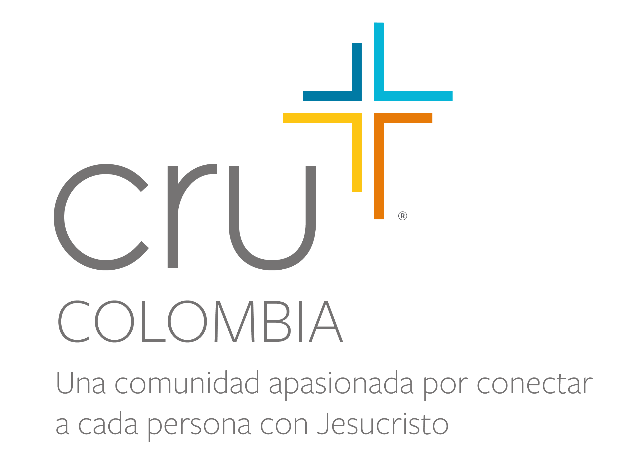 cru®
COLOMBIA
Una comunidad apasionada por conectar
a cada persona con Jesucristo